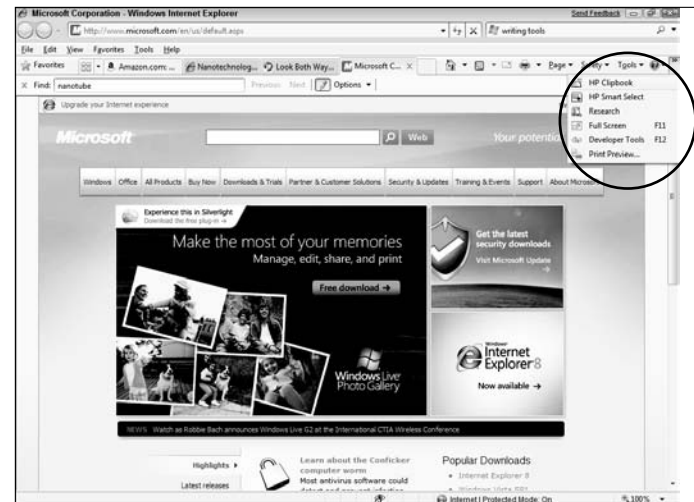 Microsoft Corporation - Windows Internet Explorer
Send Feedback
http://www.microsoft.com/en/us/default.aspx
writing tools
File Edit View Favorites Tools Help
Favorites
Amazon.com: ...
Nanotechnolog...
Look Both Way...
Microsoft C...
Page
Safety
Tools
X Find: nanotube
Previous Next
Options
HP Clipbook
HP Smart Select
Research
Full Screen F11
Developer Tools F12
Print Preview...
Upgrade your Internet experience
Microsoft
Web
Your potenti
Windows Office All Products Buy Now Downloads & Trials Partner & Customer Solutions Security & Updates Training & Events Support About Microsoft
Experience this in Silverlight
Download the free plug-in →
Make the most of your memories
Manage, edit, share, and print
Free download →
Windows Live
Photo Gallery
Get the latest
security downloads
Visit Microsoft Update
→
Windows
Internet
Explorer 8
Now available →
NEWS Watch as Robbie Bach announces Windows Live G2 at the International CTIA Wireless Conference
Highlights
Latest releases
Learn about the Conficker
computer worm
Most antivirus software could
Popular Downloads
Internet Explorer 8
Internet | Protected Mode: On
100%